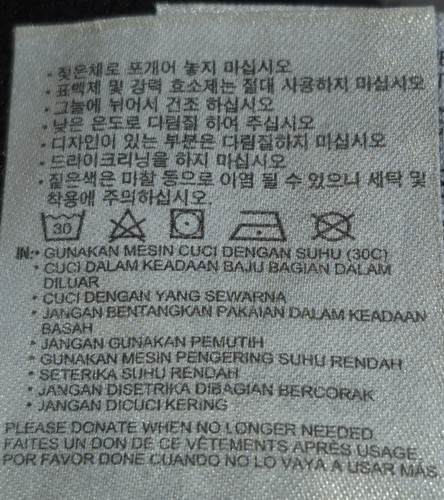 • 젖은채로 포개어 놓지 마십시오
• 표백제 및 강력 효소제는 절대 사용하지 마십시오
• 그늘에 뉘어서 건조 하십시오
• 낮은 온도로 다림질 하여 주십시오
• 디자인이 있는 부분은 다림질하지 마십시오
• 드라이크리닝을 하지 마십시오
• 짙은색은 마찰 등으로 이염 될 수 있으니 세탁 및
착용에 주의하십시오.
30
IN: • GUNAKAN MESIN CUCI DENGAN SUHU (30C)
• CUCI DALAM KEADAAN BAJU BAGIAN DALAM
DILUAR
• CUCI DENGAN YANG SEWARNA
• JANGAN BENTANGKAN PAKAIAN DALAM KEADAAN
BASAH
• JANGAN GUNAKAN PEMUTIH
• GUNAKAN MESIN PENGERING SUHU RENDAH
• SETERIKA SUHU RENDAH
• JANGAN DISETRIKA DIBAGIAN BERCORAK
• JANGAN DICUCI KERING
PLEASE DONATE WHEN NO LONGER NEEDED.
FAITES UN DON DE CE VÊTEMENTS APRÈS USAGE.
POR FAVOR DONE CUANDO NO LO VAYA A USAR MÁS.